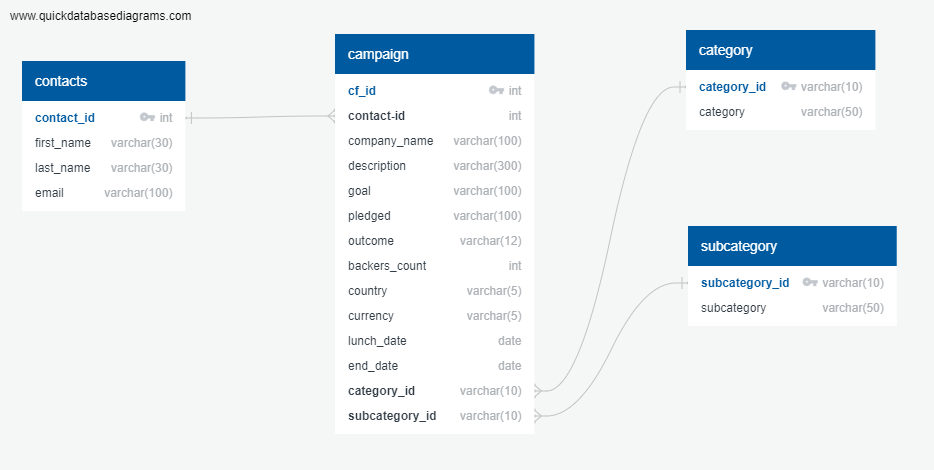 www.quickdatabasediagrams.com
contacts
contact_id int
first_name varchar(30)
last_name varchar(30)
email varchar(100)
campaign
cf_id int
contact-id int
company_name varchar(100)
description varchar(300)
goal varchar(100)
pledged varchar(100)
outcome varchar(12)
backers_count int
country varchar(5)
currency varchar(5)
lunch_date date
end_date date
category_id varchar(10)
subcategory_id varchar(10)
category
category_id varchar(10)
category varchar(50)
subcategory
subcategory_id varchar(10)
subcategory varchar(50)